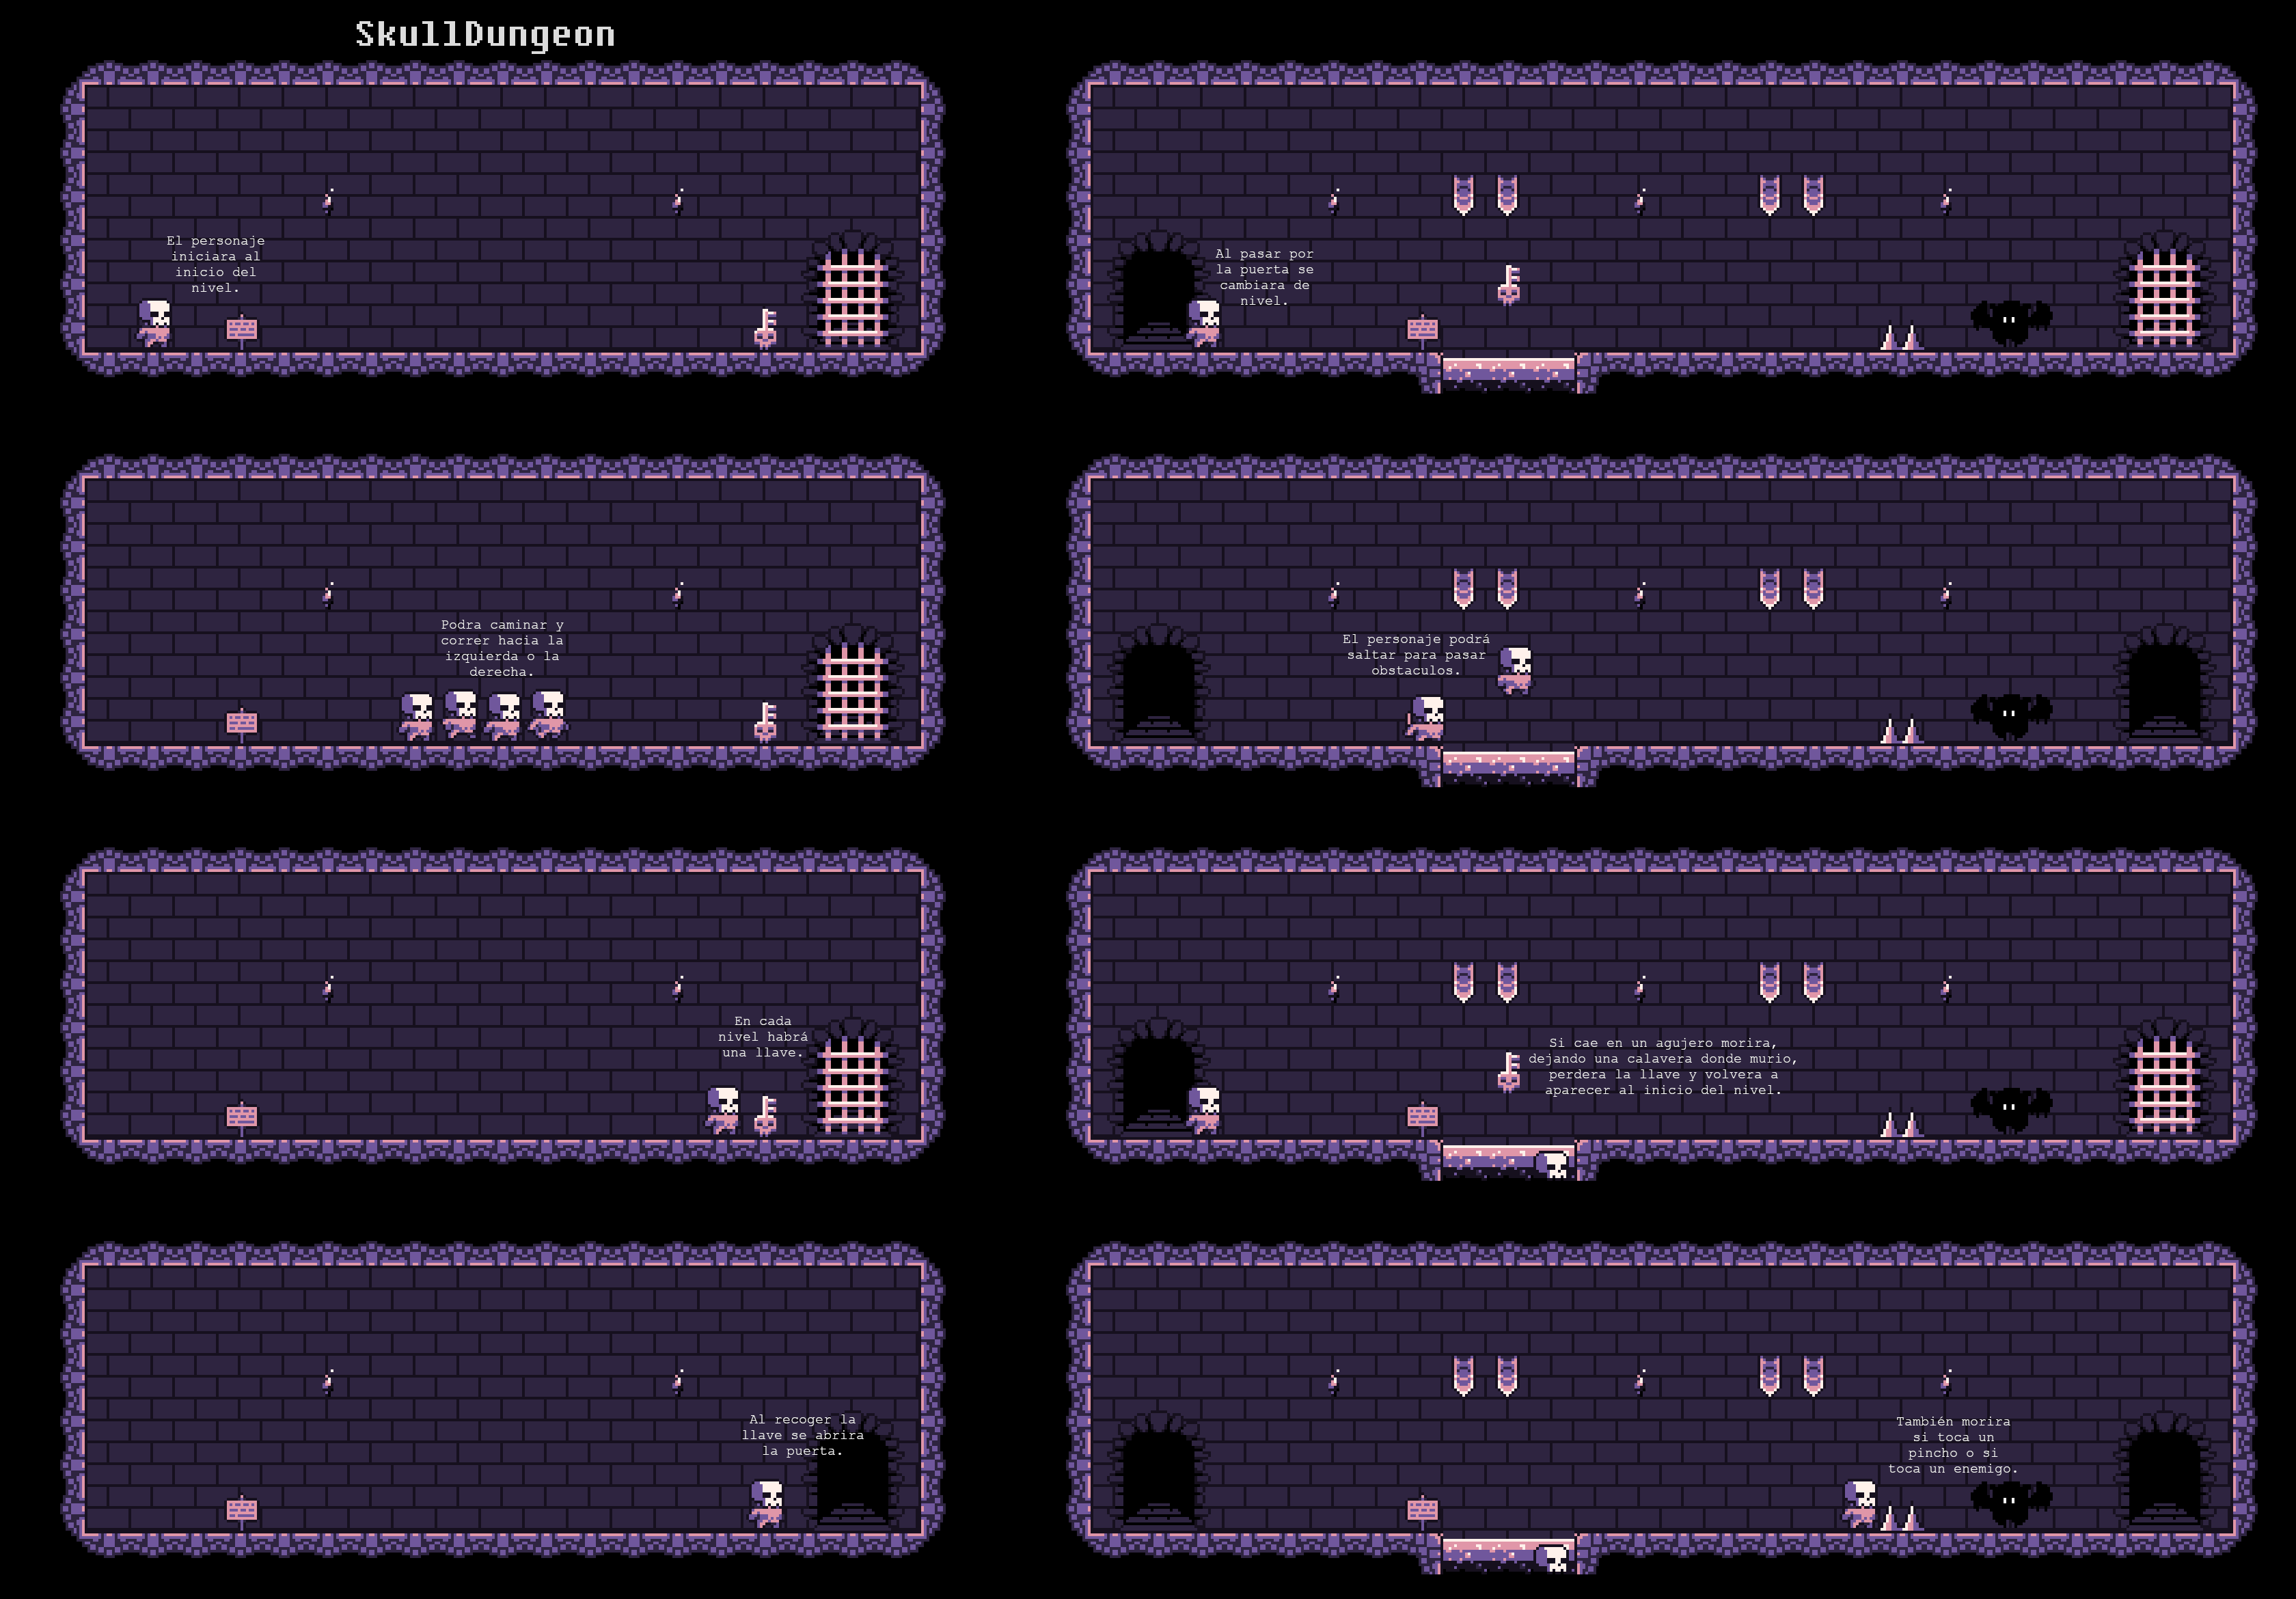 SkullDungeon
El personaje
iniciara al
inicio del
nivel.
Podra caminar y
correr hacia la
izquierda o la
derecha.
En cada
nivel habrá
una llave.
Al recoger la
llave se abrira
la puerta.
Al pasar por
la puerta se
cambiara de
nivel.
El personaje podrá
saltar para pasar
obstaculos.
Si cae en un agujero morira,
dejando una calavera donde murio,
perdera la llave y volvera a
aparecer al inicio del nivel.
También morira
si toca un
pincho o si
toca un enemigo.